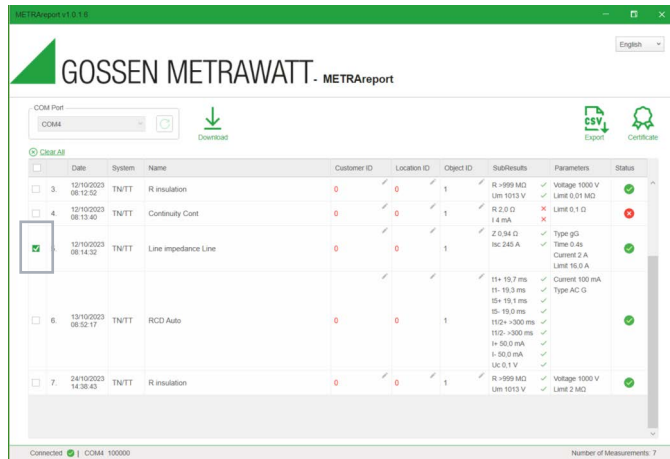 METRAreport v1.0.1.6
English
GOSSEN METRAWATT - METRAreport
COM Port
COM4
Download
CSV
Export
Certificate
Clear All
Date System Name Customer ID Location ID Object ID SubResults Parameters Status
3. 12/10/2023 08:12:52 TN/TT R insulation 0 0 1 R >999 MΩ Voltage 1000 V
Um 1013 V Limit 0,01 MΩ
4. 12/10/2023 08:13:40 TN/TT Continuity Cont 0 0 1 R 2,0 Ω Limit 0,1 Ω
I 4 mA
12/10/2023 08:14:32 TN/TT Line impedance Line 0 0 1 Z 0,94 Ω Type gG
Isc 245 A Time 0.4s
Current 2 A
Limit 16,0 A
6. 13/10/2023 08:52:17 TN/TT RCD Auto 0 0 1 t1+ 19,7 ms Current 100 mA
t1- 19,3 ms Type AC G
t5+ 19,1 ms
t5- 19,0 ms
t1/2+ >300 ms
t1/2- >300 ms
I+ 50,0 mA
I- 50,0 mA
Uc 0,1 V
7. 24/10/2023 14:38:43 TN/TT R insulation 0 0 1 R >999 MΩ Voltage 1000 V
Um 1013 V Limit 2 MΩ
Connected | COM4 100000 Number of Measurements: 7